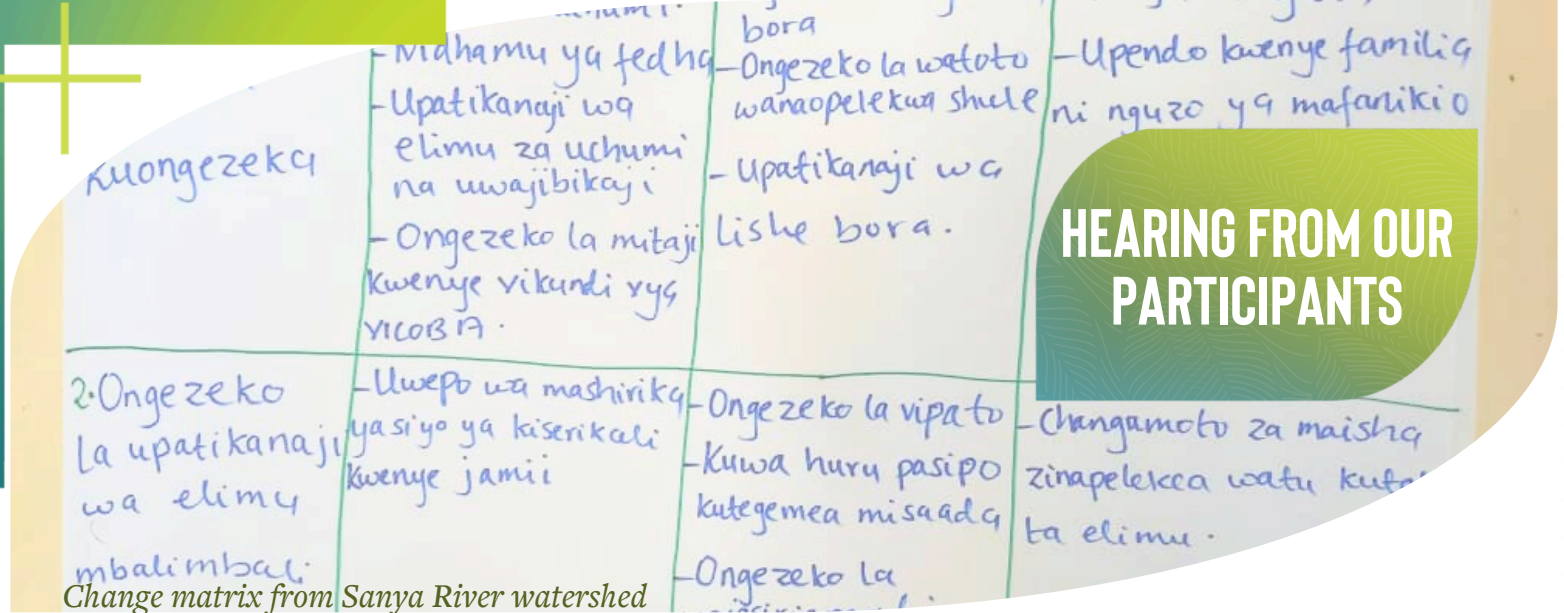 - Mdhamu ya fedha
- Upatikanaji wa
elimu za uchumi
na uwajibikaji
- Ongezeko la mitaji
kwenye vikundi vya
VICOBA.
kuongezeka
bora
- Ongezeko la watoto
wanaopelekwa shule
- Upatikanaji wa
lishe bora.
- Upendo kwenye familia
ni nguzo ya mafanikio
HEARING FROM OUR
PARTICIPANTS
2. Ongezeko
la upatikanaji
wa elimu
mbalimbali
- Uwepo wa mashirika
yasiyo ya kiserikali
kwenye jamii
- Ongezeko la vipato
- Kuwa huru pasipo
kutegemea misaada
- Ongezeko la
- Changamoto za maisha
zinapelekea watu
ta elimu.
Change matrix from Sanya River watershed